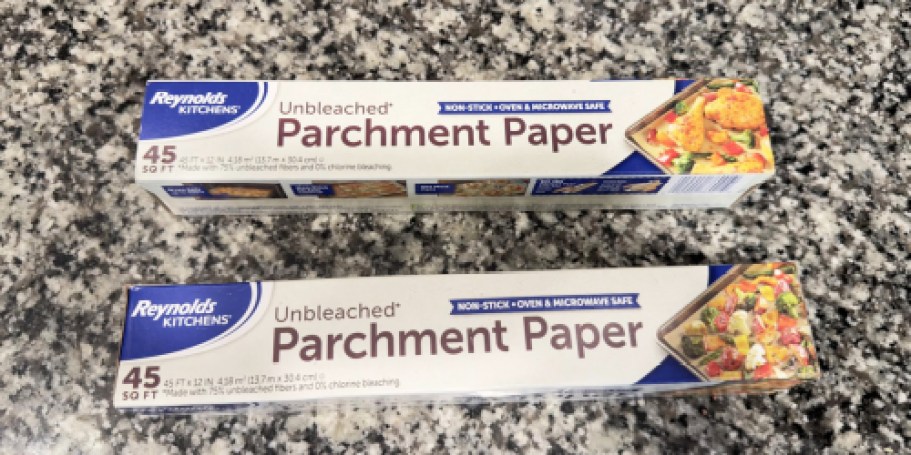 Reynolds
KITCHENS®
Unbleached*
NON-STICK • OVEN & MICROWAVE SAFE
Parchment Paper
45
SQ FT
45 FT x 12 IN 4.18 m² (13.7 m x 30.4 cm)
*Made with 75% unbleached fibers and 0% chlorine bleaching.
Reynolds
KITCHENS®
Unbleached*
NON-STICK • OVEN & MICROWAVE SAFE
Parchment Paper
45
SQ FT
45 FT x 12 IN 4.18 m² (13.7 m x 30.4 cm)
*Made with 75% unbleached fibers and 0% chlorine bleaching.